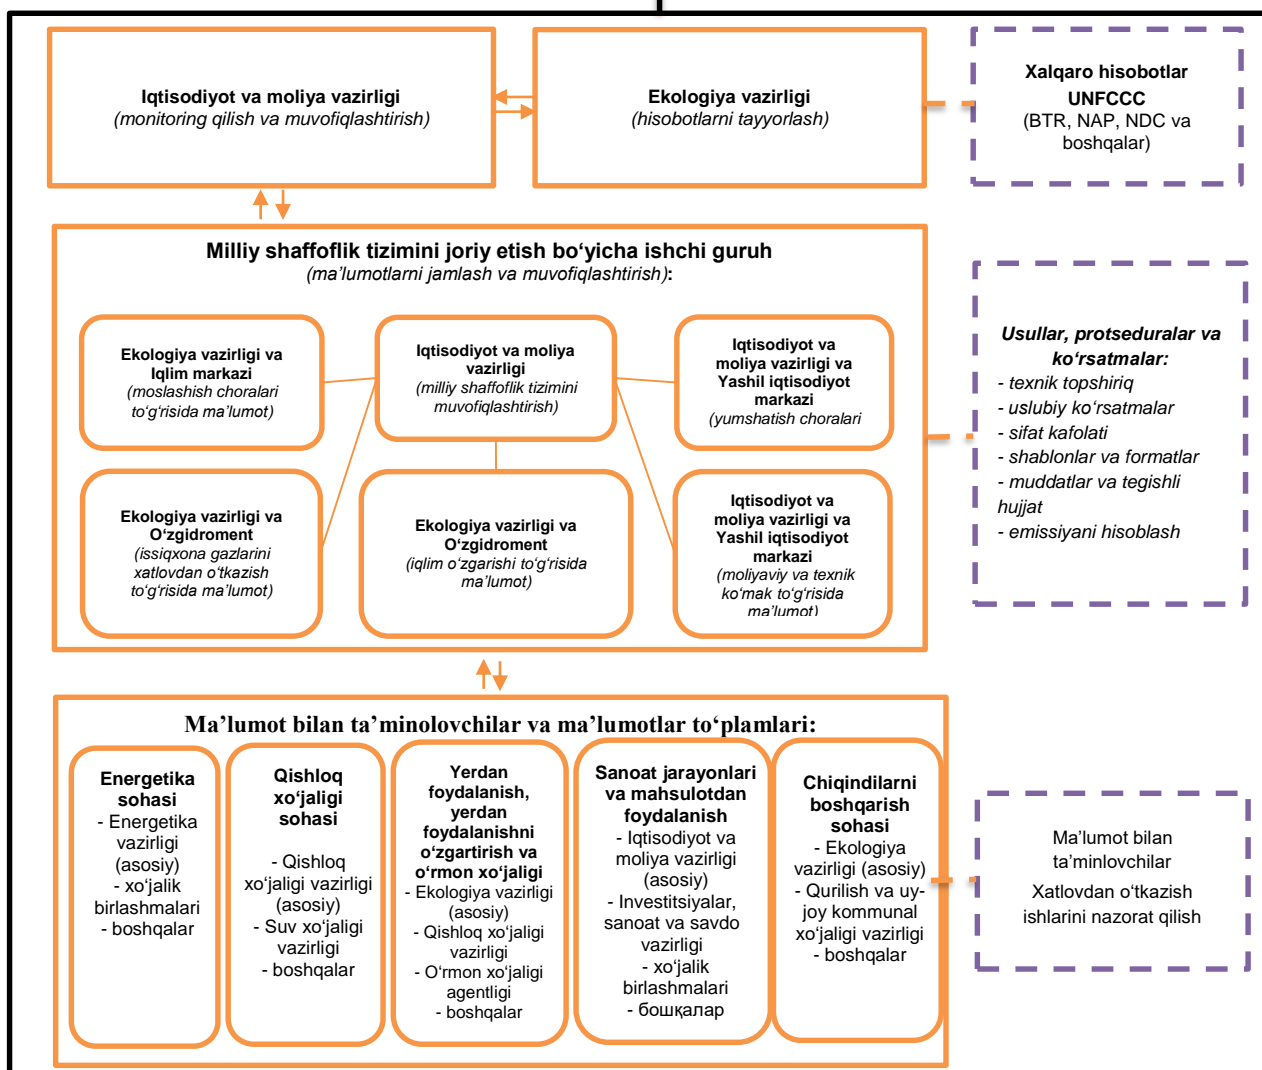 Iqtisodiyot va moliya vazirligi
(monitoring qilish va muvofiqlashtirish)
Ekologiya vazirligi
(hisobotlarni tayyorlash)
Xalqaro hisobotlar
UNFCCC
(BTR, NAP, NDC va
boshqalar)
Milliy shaffoflik tizimini joriy etish bo‘yicha ishchi guruh
(ma’lumotlarni jamlash va muvofiqlashtirish):
Ekologiya vazirligi va
Iqlim markazi
(moslashish choralari
to‘g‘risida ma’lumot)
Iqtisodiyot va moliya
vazirligi
(milliy shaffoflik tizimini
muvofiqlashtirish)
Iqtisodiyot va
moliya vazirligi va
Yashil iqtisodiyot
markazi
(yumshatish choralari
Ekologiya vazirligi va
O‘zgidroment
(issiqxona gazlarini
xatlovdan o‘tkazish
to‘g‘risida ma’lumot)
Ekologiya vazirligi va
O‘zgidroment
(iqlim o‘zgarishi to‘g‘risida
ma’lumot)
Iqtisodiyot va
moliya vazirligi va
Yashil iqtisodiyot
markazi
(moliyaviy va texnik
ko‘mak to‘g‘risida
ma’lumot)
Usullar, protseduralar va
ko‘rsatmalar:
- texnik topshiriq
- uslubiy ko‘rsatmalar
- sifat kafolati
- shablonlar va formatlar
- muddatlar va tegishli
hujjat
- emissiyani hisoblash
Ma’lumot bilan ta’minolovchilar va ma’lumotlar to‘plamlari:
Energetika
sohasi
- Energetika
vazirligi
(asosiy)
- xo‘jalik
birlashmalari
- boshqalar
Qishloq
xo‘jaligi
sohasi
- Qishloq
xo‘jaligi vazirligi
(asosiy)
- Suv xo‘jaligi
vazirligi
- boshqalar
Yerdan
foydalanish,
yerdan
foydalanishni
o‘zgartirish va
o‘rmon xo‘jaligi
- Ekologiya vazirligi
(asosiy)
- Qishloq xo‘jaligi
vazirligi
- O‘rmon xo‘jaligi
agentligi
- boshqalar
Sanoat jarayonlari
va mahsulotdan
foydalanish
- Iqtisodiyot va
moliya vazirligi
(asosiy)
- Investitsiyalar,
sanoat va savdo
vazirligi
- xo‘jalik
birlashmalari
- бошқалар
Chiqindilarni
boshqarish
sohasi
- Ekologiya
vazirligi (asosiy)
- Qurilish va uy-
joy kommunal
xo‘jaligi vazirligi
- boshqalar
Ma’lumot bilan
ta’minlovchilar
Xatlovdan o‘tkazish
ishlarini nazorat qilish